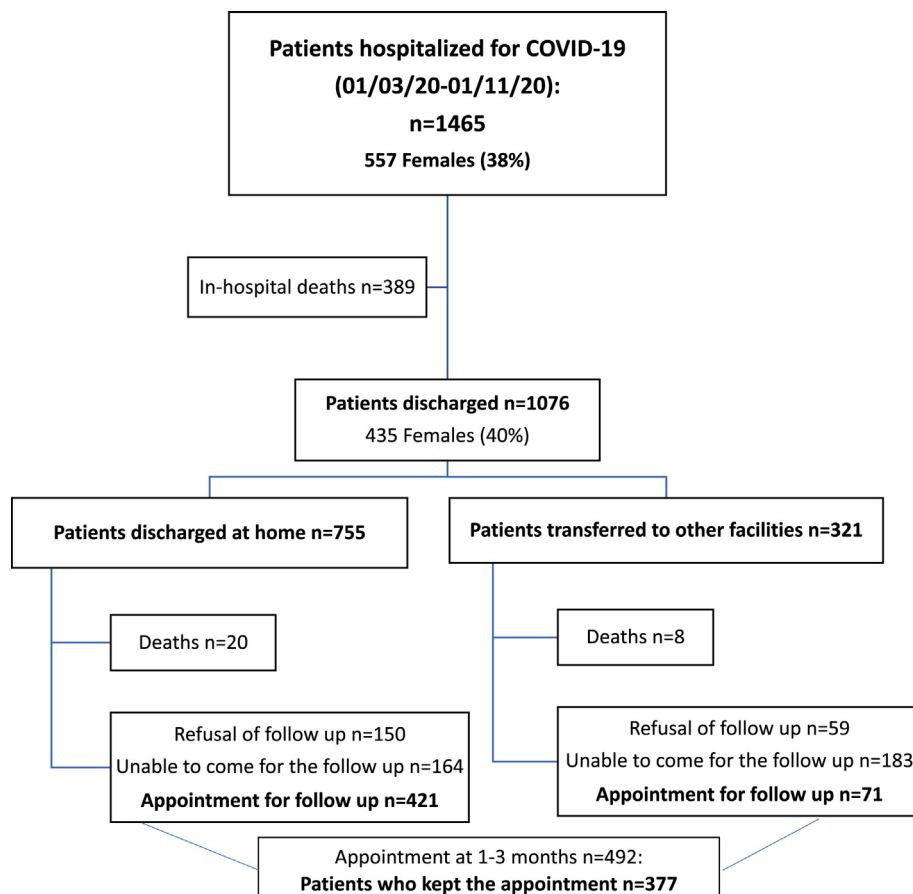 Patients hospitalized for COVID-19
(01/03/20-01/11/20):
n=1465
557 Females (38%)
In-hospital deaths n=389
Patients discharged n=1076
435 Females (40%)
Patients discharged at home n=755
Patients transferred to other facilities n=321
Deaths n=20
Deaths n=8
Refusal of follow up n=150
Unable to come for the follow up n=164
Appointment for follow up n=421
Refusal of follow up n=59
Unable to come for the follow up n=183
Appointment for follow up n=71
Appointment at 1-3 months n=492:
Patients who kept the appointment n=377